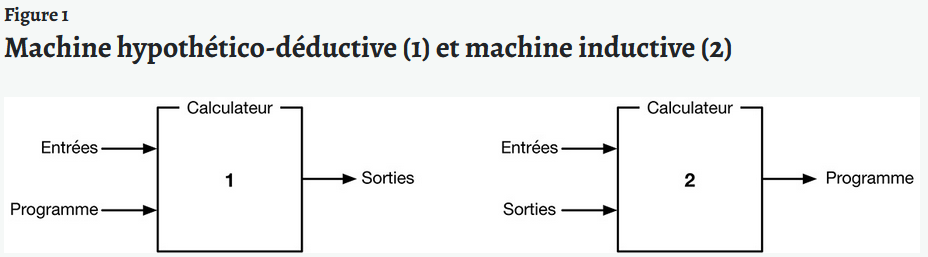 Figure 1
Machine hypothético-déductive (1) et machine inductive (2)
Calculateur
Entrées
Programme
1
Sorties
Calculateur
Entrées
Sorties
2
Programme